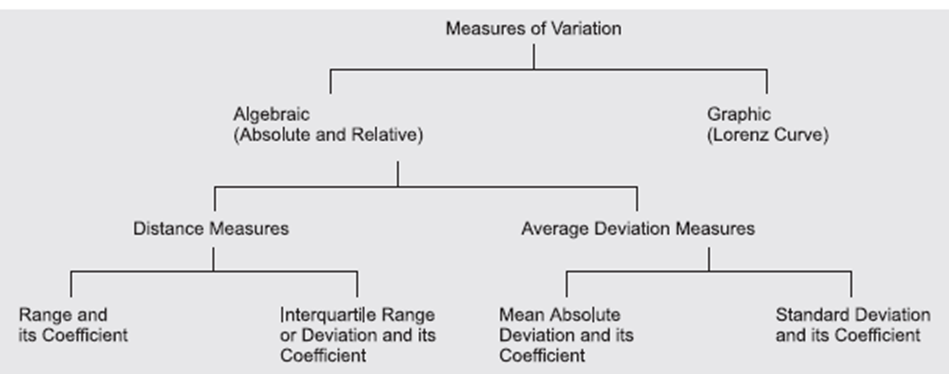 Measures of Variation
Algebraic
(Absolute and Relative)
Graphic
(Lorenz Curve)
Distance Measures
Average Deviation Measures
Range and
its Coefficient
Interquartile Range
or Deviation and its
Coefficient
Mean Absolute
Deviation and its
Coefficient
Standard Deviation
and its Coefficient